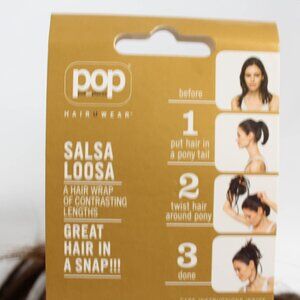 pop
HAIR U WEAR®
SALSA
LOOSA
A HAIR WRAP
OF CONTRASTING
LENGTHS
GREAT
HAIR IN
A SNAP!!!
before
1
put hair in
a pony tail
2
twist hair
around pony
3
done